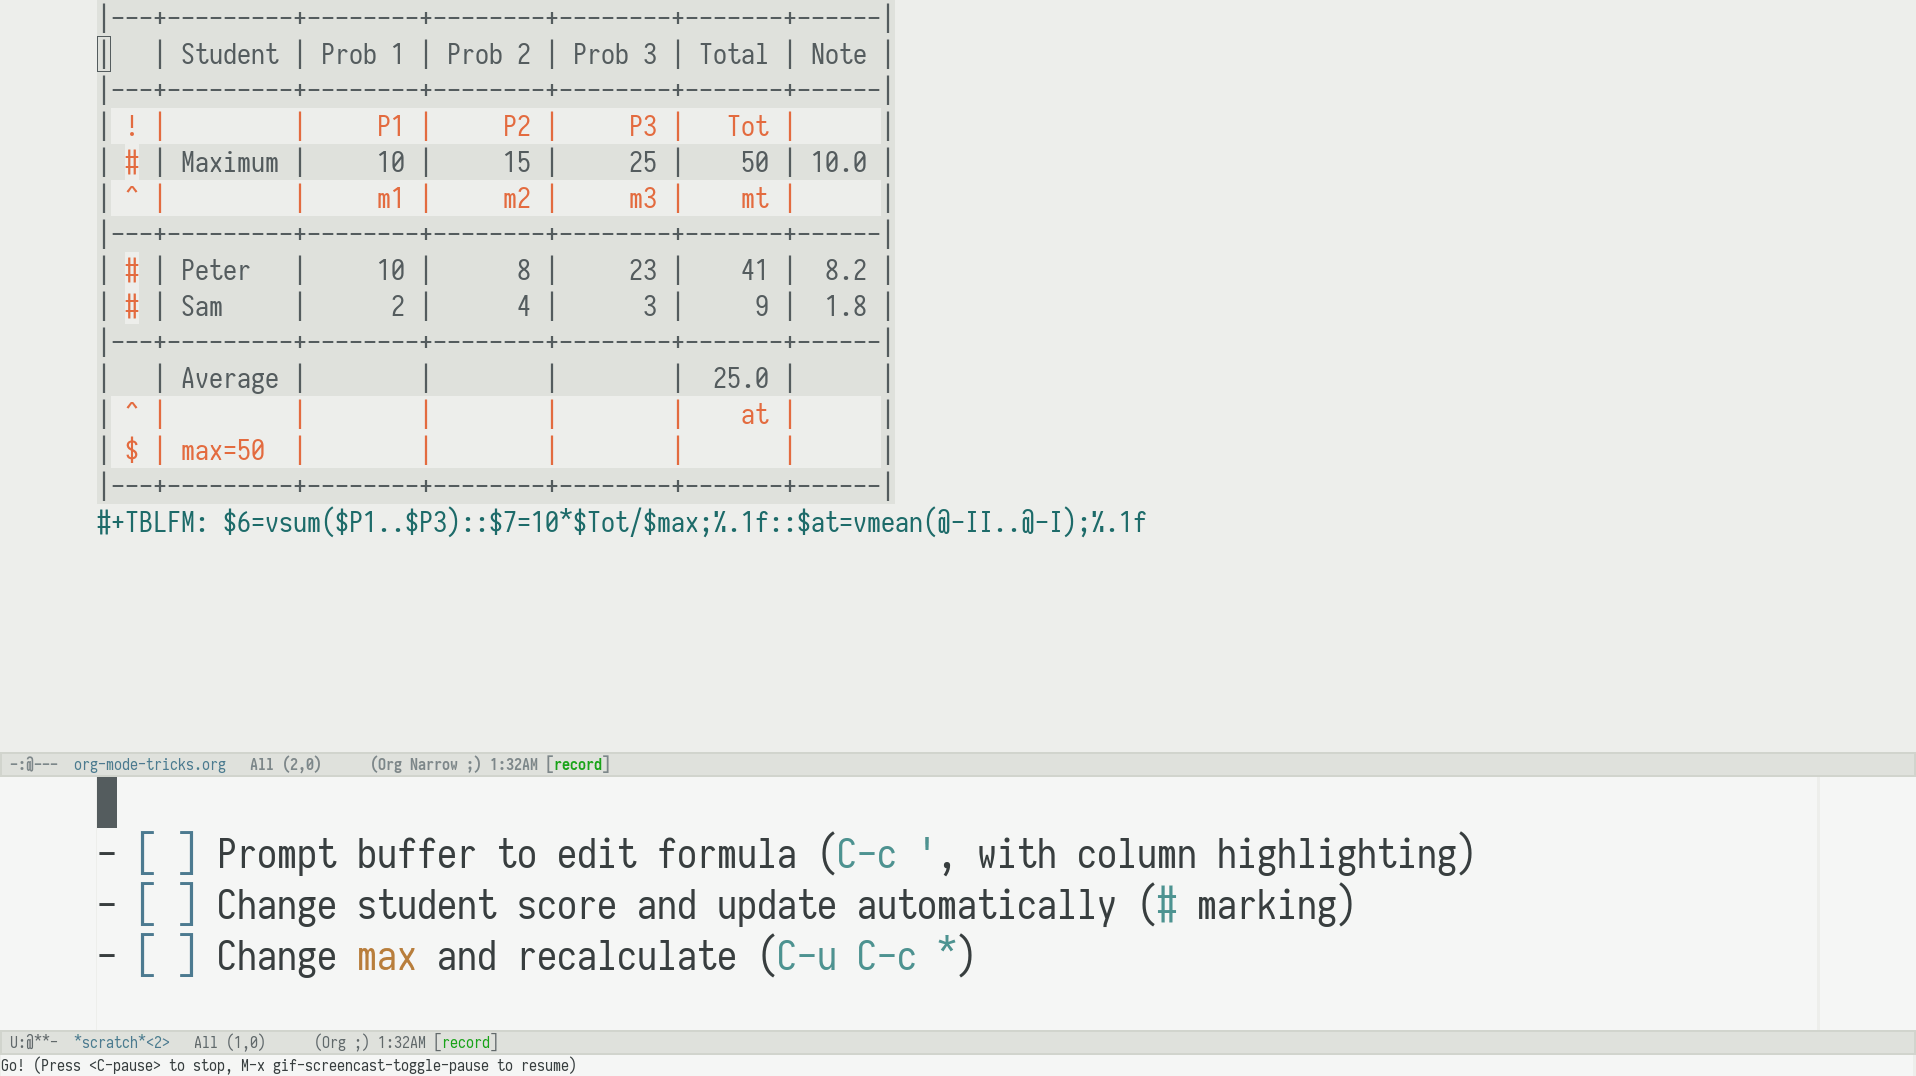 |---+---------+--------+--------+--------+-------+------|
|   | Student | Prob 1 | Prob 2 | Prob 3 | Total | Note |
|---+---------+--------+--------+--------+-------+------|
| ! |         |     P1 |     P2 |     P3 |   Tot |      |
| # | Maximum |     10 |     15 |     25 |    50 | 10.0 |
| ^ |         |     m1 |     m2 |     m3 |    mt |      |
|---+---------+--------+--------+--------+-------+------|
| # | Peter   |     10 |      8 |     23 |    41 |  8.2 |
| # | Sam     |      2 |      4 |      3 |     9 |  1.8 |
|---+---------+--------+--------+--------+-------+------|
|   | Average |        |        |        |  25.0 |      |
| ^ |         |        |        |        |    at |      |
| $ | max=50  |        |        |        |       |      |
|---+---------+--------+--------+--------+-------+------|
#+TBLFM: $6=vsum($P1..$P3)::$7=10*$Tot/$max;%.1f::$at=vmean(@-II..@-I);%.1f
-:@---  org-mode-tricks.org   All (2,0)      (Org Narrow ;) 1:32AM [record]
- [ ] Prompt buffer to edit formula (C-c ', with column highlighting)
- [ ] Change student score and update automatically (# marking)
- [ ] Change max and recalculate (C-u C-c *)
U:@**-  *scratch*<2>   All (1,0)      (Org ;) 1:32AM [record]
Go! (Press <C-pause> to stop, M-x gif-screencast-toggle-pause to resume)